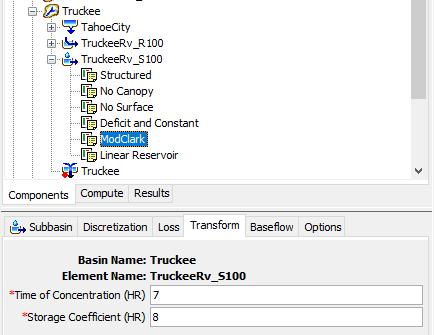 Truckee
TahoeCity
TruckeeRv_R100
TruckeeRv_S100
Structured
No Canopy
No Surface
Deficit and Constant
ModClark
Linear Reservoir
Truckee
Components Compute Results
Subbasin Discretization Loss Transform Baseflow Options
Basin Name: Truckee
Element Name: TruckeeRv_S100
*Time of Concentration (HR) 7
*Storage Coefficient (HR) 8